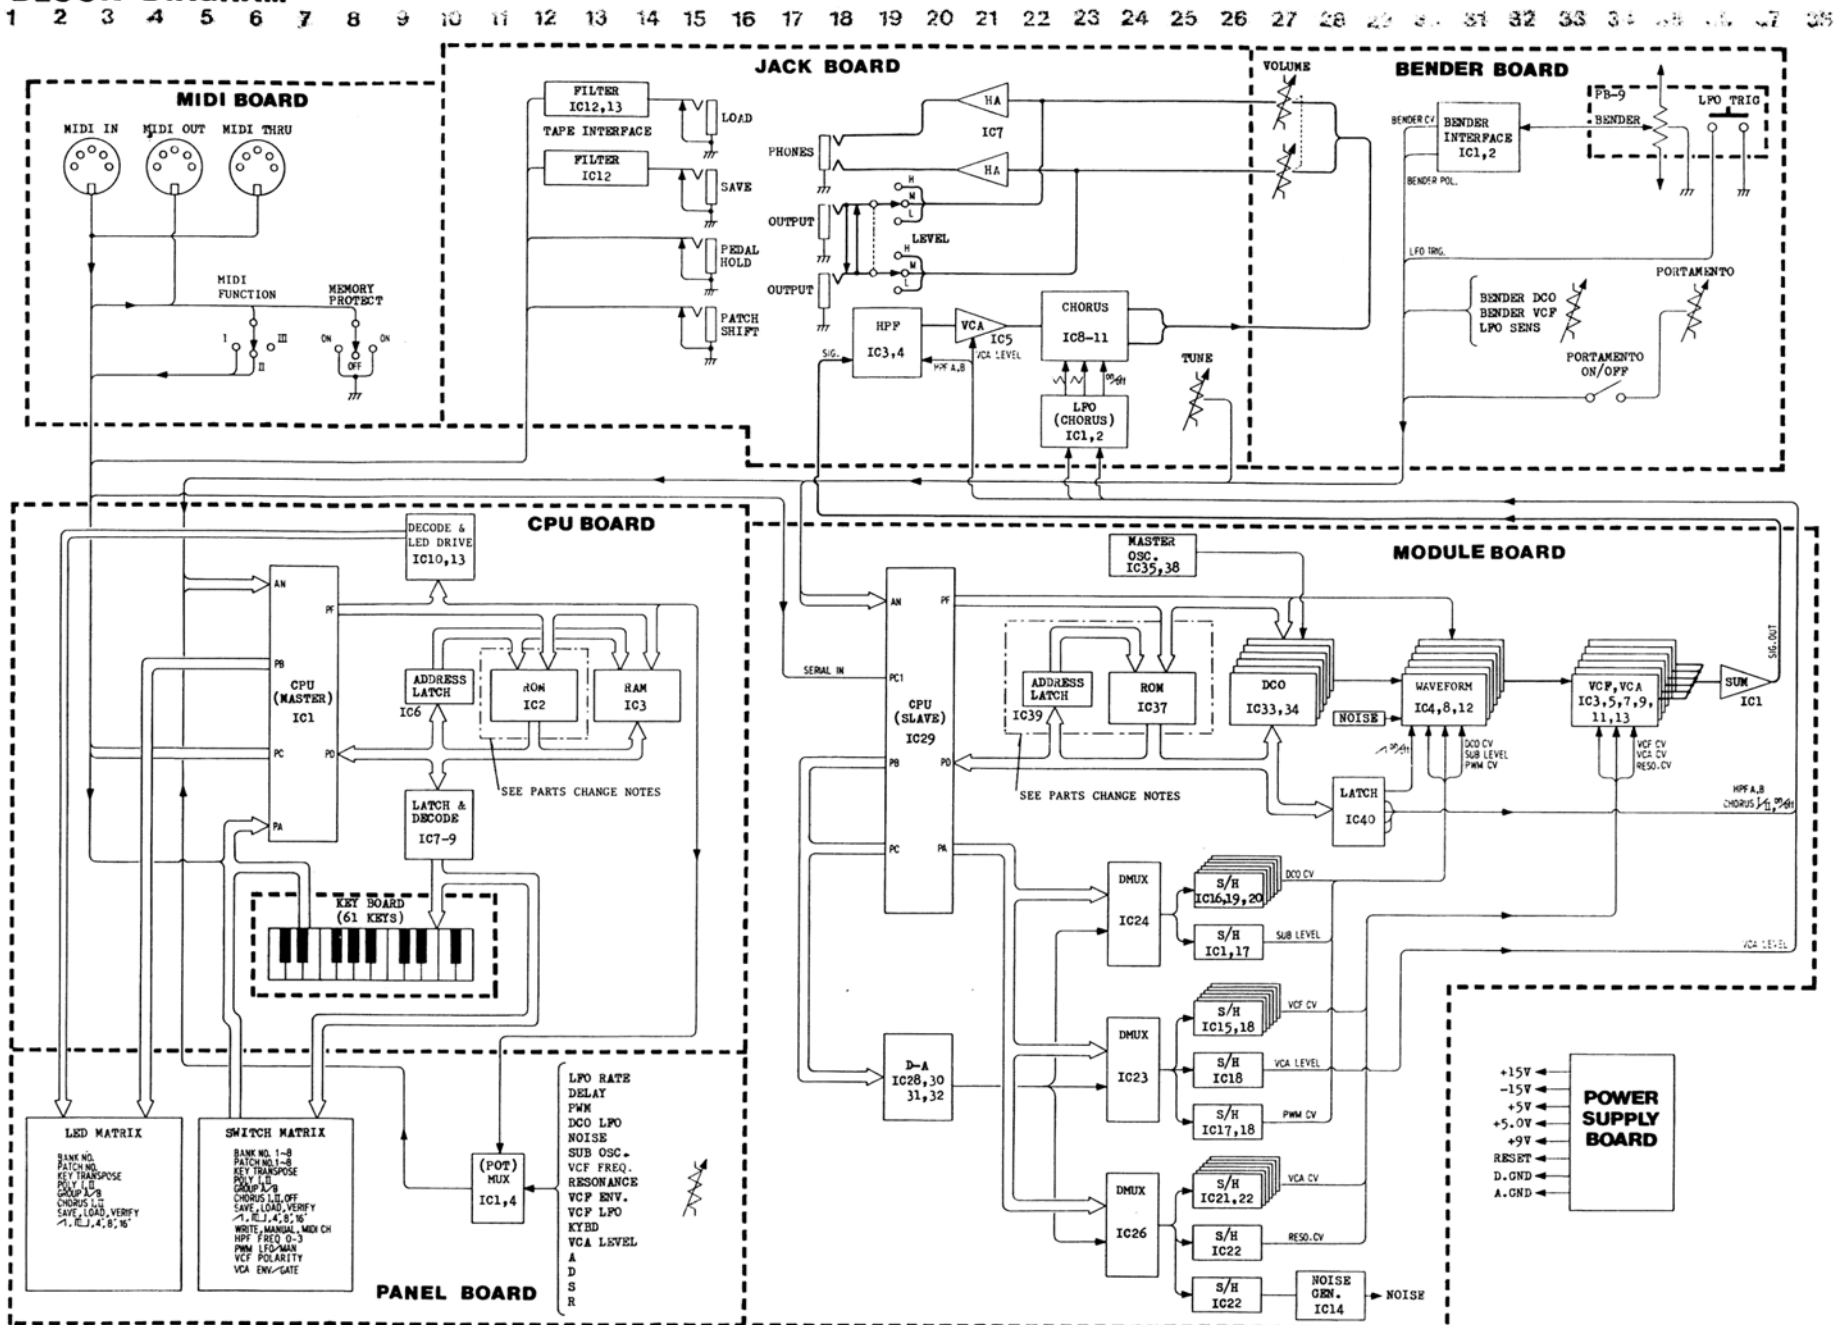 1 2 3 4 5 6 7 8 9 10 11 12 13 14 15 16 17 18 19 20 21 22 23 24 25 26 27 28 31 32 33
JACK BOARD
VOLUME
BENDER BOARD
MIDI BOARD
MIDI IN MIDI OUT MIDI THRU
MIDI
FUNCTION
MEMORY
PROTECT
I
II
III
ON
OFF
ON
FILTER
IC12,13
LOAD
TAPE INTERFACE
FILTER
IC12
SAVE
PEDAL
HOLD
PATCH
SHIFT
HA
IC7
PHONES
HA
OUTPUT
H
M
L
LEVEL
H
M
L
OUTPUT
SIG.
HPF
IC3,4
HPF A,B
VCA
IC5
VCA LEVEL
CHORUS
IC8-11
LFO
(CHORUS)
IC1,2
TUNE
BENDER CV
BENDER
INTERFACE
IC1,2
BENDER POL.
PB-9
BENDER
LFO TRIG
LFO TRIG.
BENDER DCO
BENDER VCF
LFO SENS
PORTAMENTO
PORTAMENTO
ON/OFF
CPU BOARD
DECODE &
LED DRIVE
IC10,13
AN
PF
PB
CPU
(MASTER)
IC1
PC
PD
PA
ADDRESS
LATCH
IC6
ROM
IC2
RAM
IC3
SEE PARTS CHANGE NOTES
LATCH &
DECODE
IC7-9
KEY BOARD
(61 KEYS)
MODULE BOARD
MASTER
OSC.
IC35,38
AN
PF
SERIAL IN
PC1
CPU
(SLAVE)
IC29
PB
PD
PC
PA
ADDRESS
LATCH
IC39
ROM
IC37
SEE PARTS CHANGE NOTES
DCO
IC33,34
WAVEFORM
IC4,8,12
NOISE
VCF,VCA
IC3,5,7,9,
11,13
SUM
IC1
SIG.OUT
DCO CV
SUB LEVEL
PWM CV
VCF CV
VCA CV
RESO.CV
LATCH
IC40
HPF A,B
CHORUS I/II,
DMUX
IC24
S/H
IC16,19,20
DCO CV
S/H
IC1,17
SUB LEVEL
VCA LEVEL
D-A
IC28,30
31,32
DMUX
IC23
S/H
IC15,18
VCF CV
S/H
IC18
VCA LEVEL
S/H
IC17,18
PWM CV
DMUX
IC26
S/H
IC21,22
VCA CV
S/H
IC22
RESO.CV
S/H
IC22
NOISE
GEN.
IC14
NOISE
+15V
-15V
+5V
+5.0V
+9V
RESET
D.GND
A.GND
POWER
SUPPLY
BOARD
LED MATRIX
BANK NO.
PATCH NO.
KEY TRANSPOSE
POLY I,II
GROUP A/B
CHORUS I,II
SAVE,LOAD,VERIFY
4',8',16'
SWITCH MATRIX
BANK NO. 1~8
PATCH NO.1~8
KEY TRANSPOSE
POLY I,II
GROUP A/B
CHORUS I,II,OFF
SAVE,LOAD,VERIFY
4',8',16'
WRITE,MANUAL,MIDI CH
HPF FREQ 0-3
PWM LFO/MAN
VCF POLARITY
VCA ENV/GATE
(POT)
MUX
IC1,4
LFO RATE
DELAY
PWM
DCO LFO
NOISE
SUB OSC.
VCF FREQ.
RESONANCE
VCF ENV.
VCF LFO
KYBD
VCA LEVEL
A
D
S
R
PANEL BOARD